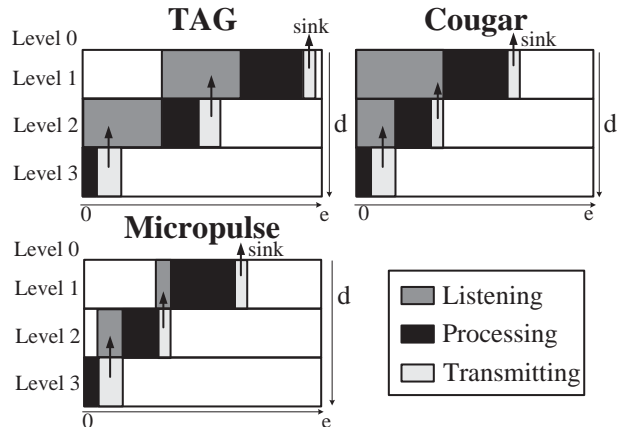 TAG
Cougar
Level 0
sink
sink
Level 1
Level 2
d
d
Level 3
0
e
0
e
Micropulse
Level 0
sink
Level 1
d
Listening
Level 2
Processing
Level 3
Transmitting
0
e